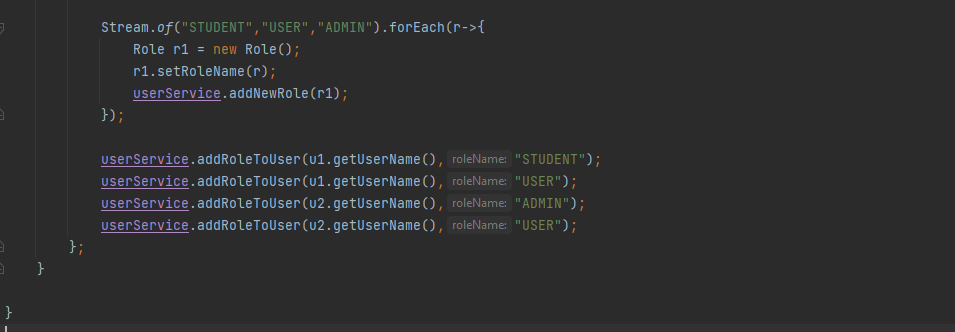 Stream.of("STUDENT","USER","ADMIN").forEach(r->{
Role r1 = new Role();
r1.setRoleName(r);
userService.addNewRole(r1);
});
userService.addRoleToUser(u1.getUserName(), roleName: "STUDENT");
userService.addRoleToUser(u1.getUserName(), roleName: "USER");
userService.addRoleToUser(u2.getUserName(), roleName: "ADMIN");
userService.addRoleToUser(u2.getUserName(), roleName: "USER");
};
}
}